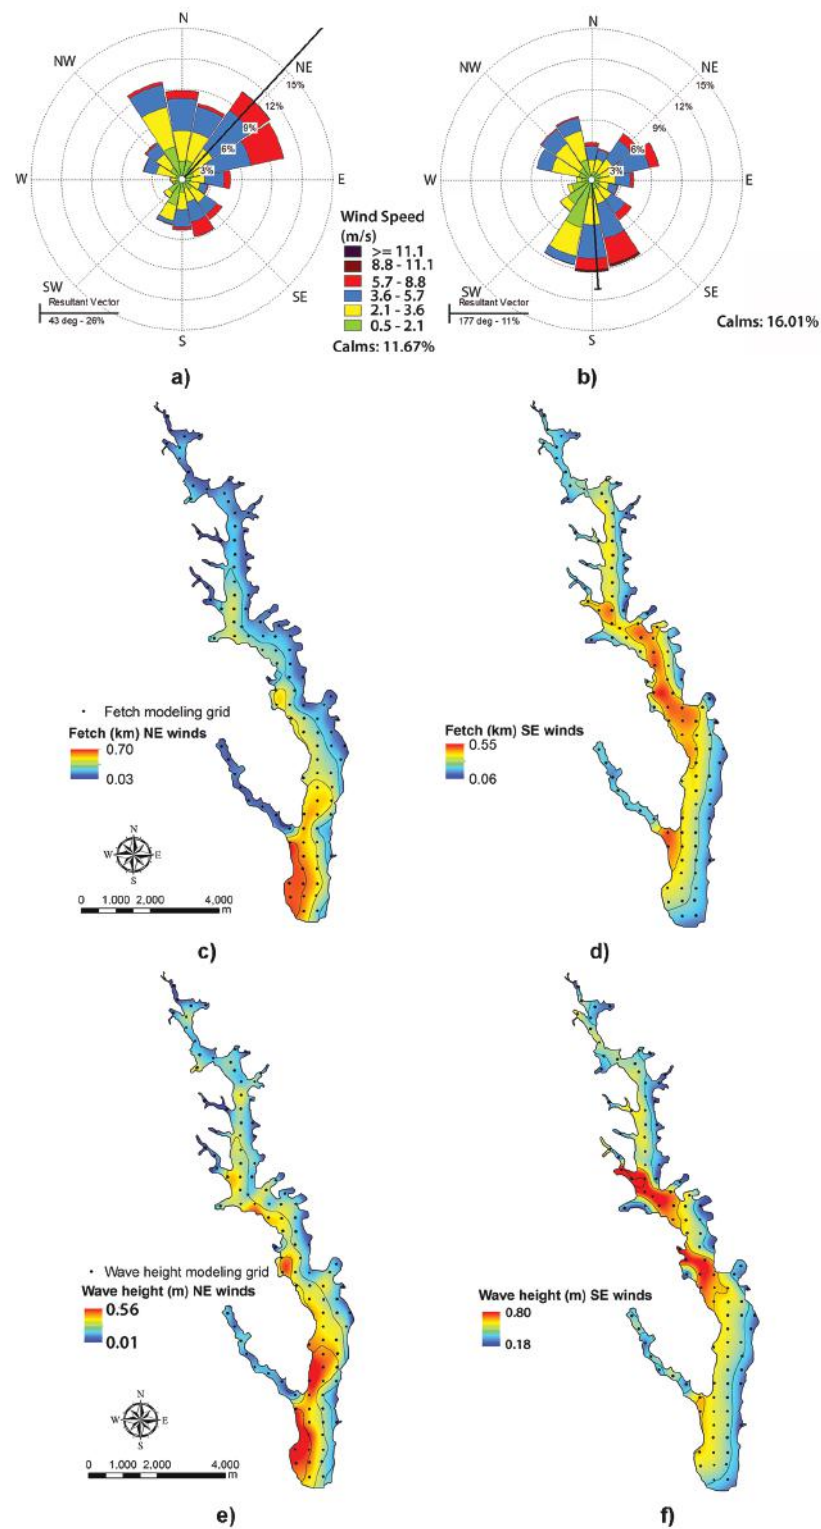 N
NW
NE
15%
12%
9%
6%
3%
W
E
SW
SE
S
Resultant Vector
43 deg - 26%
Wind Speed
(m/s)
>= 11.1
8.8 - 11.1
5.7 - 8.8
3.6 - 5.7
2.1 - 3.6
0.5 - 2.1
Calms: 11.67%
a)
N
NW
NE
15%
12%
9%
6%
3%
W
E
SW
SE
S
Resultant Vector
177 deg - 11%
Calms: 16.01%
b)
Fetch modeling grid
Fetch (km) NE winds
0.70
0.03
N
W E
S
0 1,000 2,000 4,000
m
c)
Fetch (km) SE winds
0.55
0.06
d)
Wave height modeling grid
Wave height (m) NE winds
0.56
0.01
N
W E
S
0 1,000 2,000 4,000
m
e)
Wave height (m) SE winds
0.80
0.18
f)